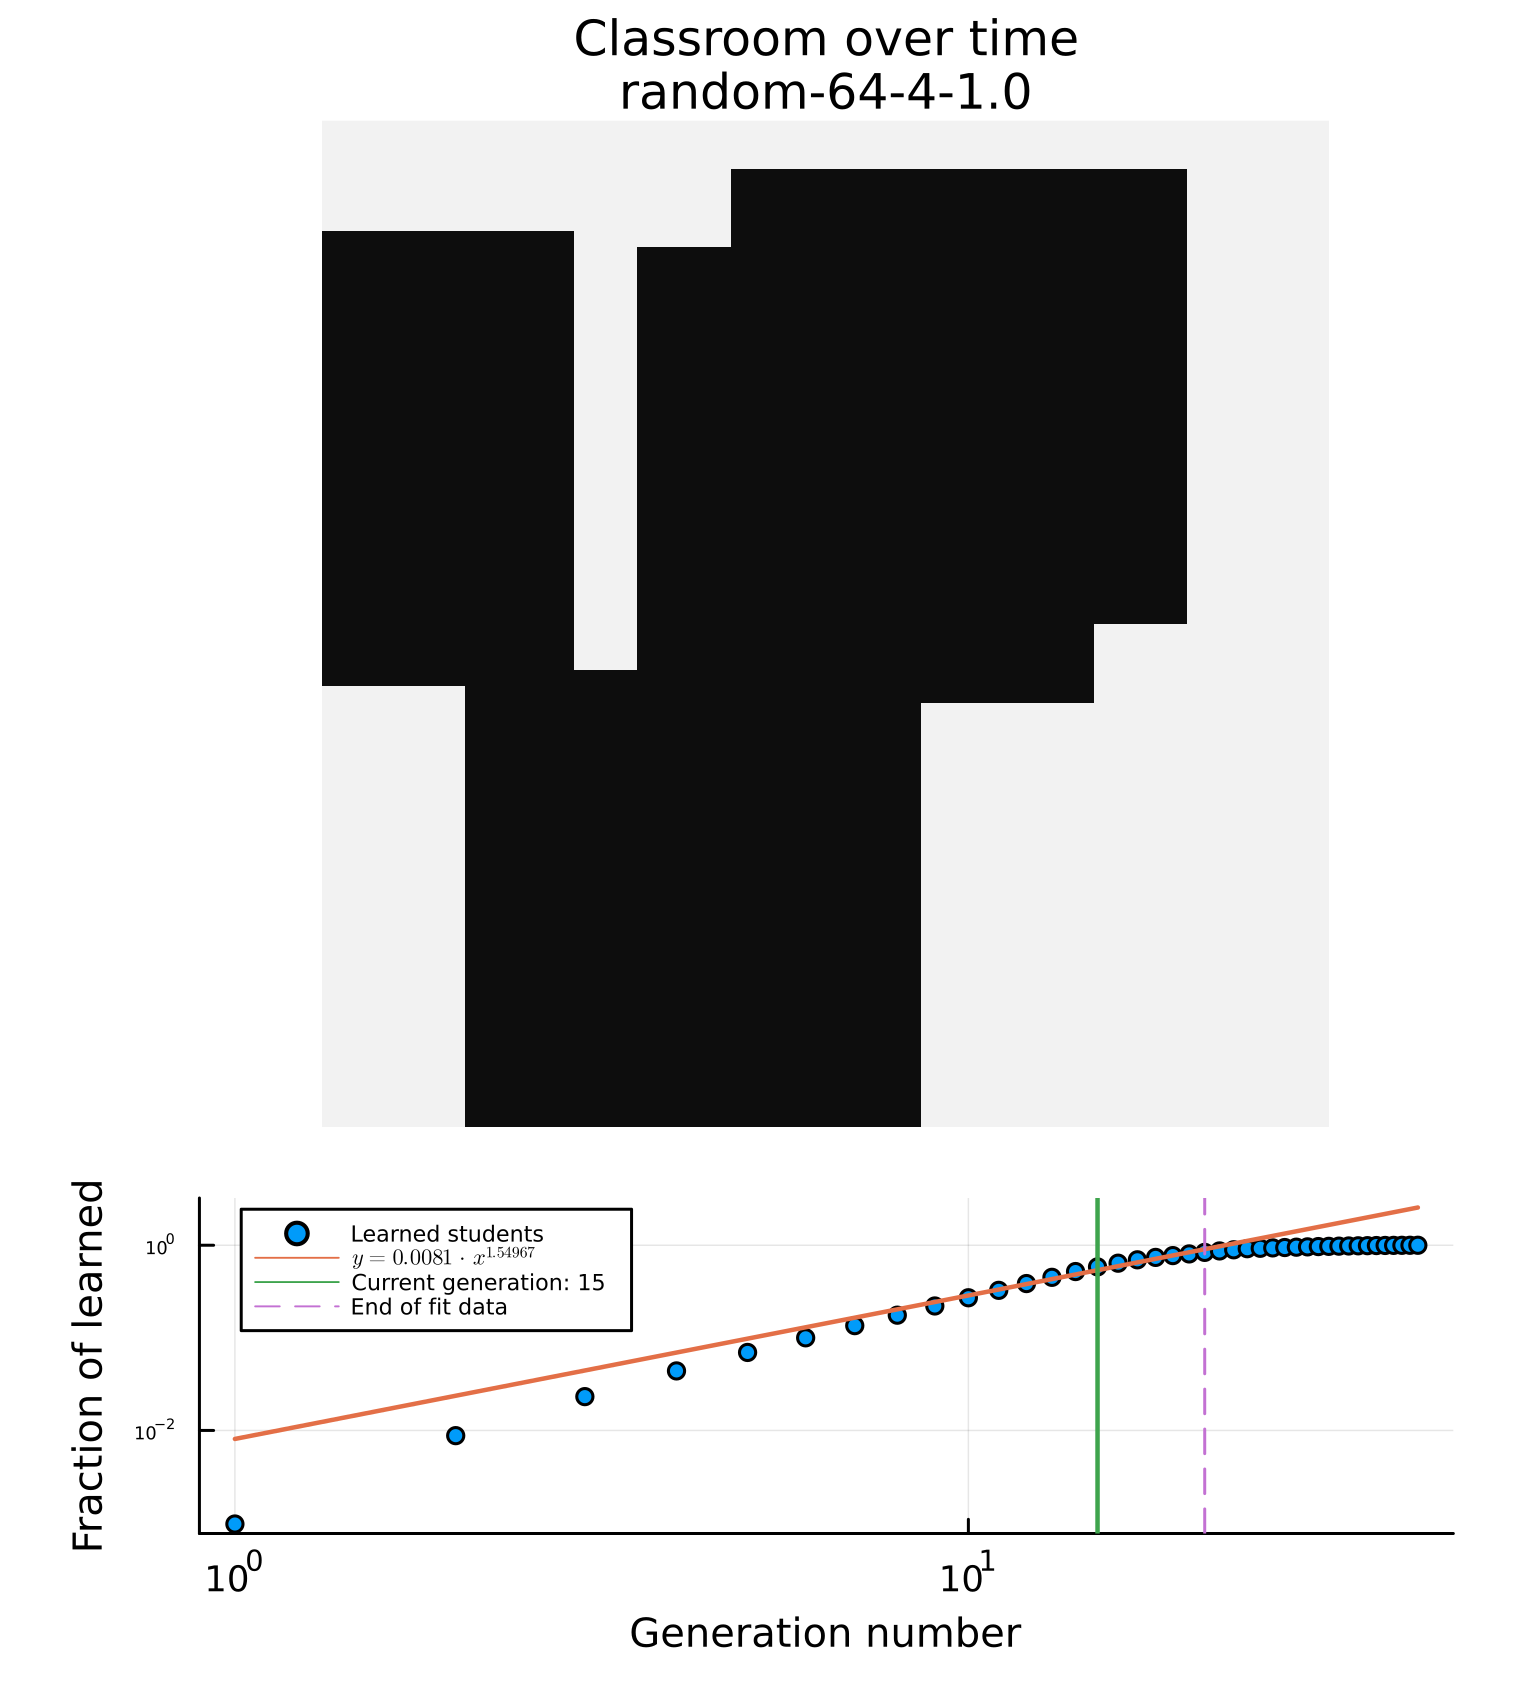 Classroom over time
random-64-4-1.0
Fraction of learned
10^0
10^-2
Learned students
y = 0.0081 · x^1.54967
Current generation: 15
End of fit data
10^0
10^1
Generation number